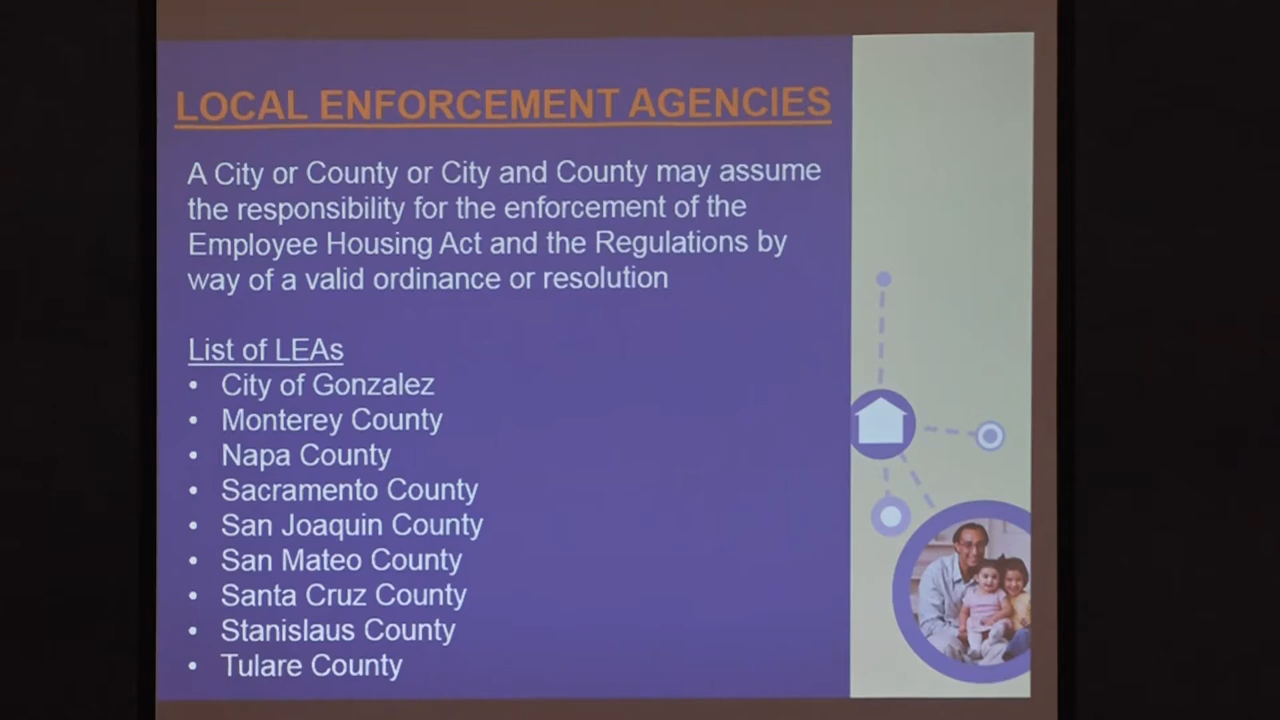 LOCAL ENFORCEMENT AGENCIES
A City or County or City and County may assume
the responsibility for the enforcement of the
Employee Housing Act and the Regulations by
way of a valid ordinance or resolution
List of LEAs
• City of Gonzalez
• Monterey County
• Napa County
• Sacramento County
• San Joaquin County
• San Mateo County
• Santa Cruz County
• Stanislaus County
• Tulare County